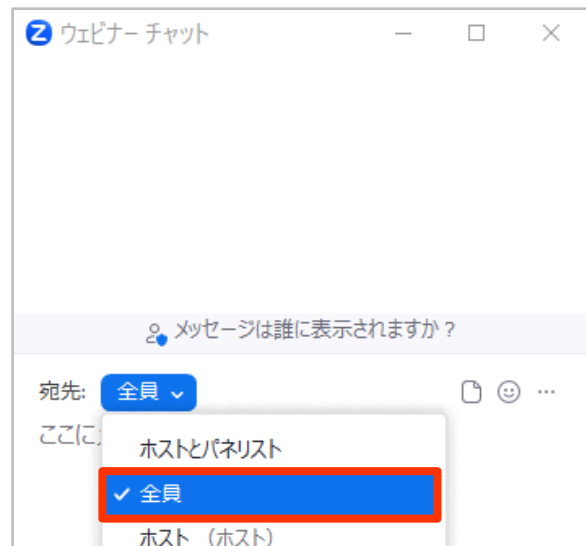 ウェビナー チャット
メッセージは誰に表示されますか？
宛先: 全員
ここに
ホストとパネリスト
全員
ホスト （ホスト）